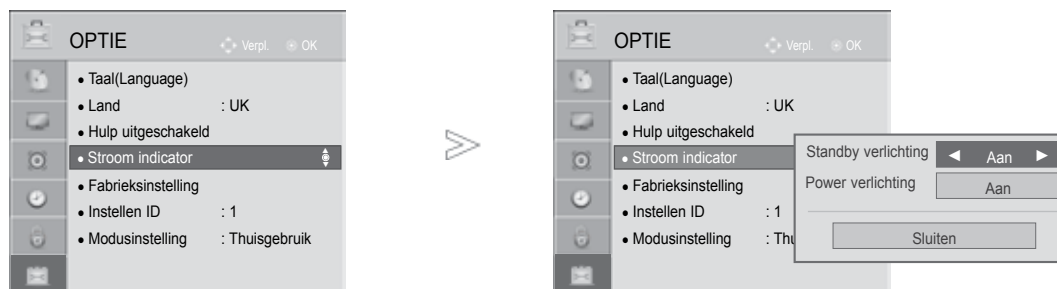 OPTIE
Verpl. OK
• Taal(Language)
• Land : UK
• Hulp uitgeschakeld
• Stroom indicator
• Fabrieksinstelling
• Instellen ID : 1
• Modusinstelling : Thuisgebruik
OPTIE
Verpl. OK
• Taal(Language)
• Land : UK
• Hulp uitgeschakeld
• Stroom indicator
• Fabrieksinstelling
• Instellen ID : 1
• Modusinstelling : Thu
Standby verlichting ◄ Aan ►
Power verlichting Aan
Sluiten